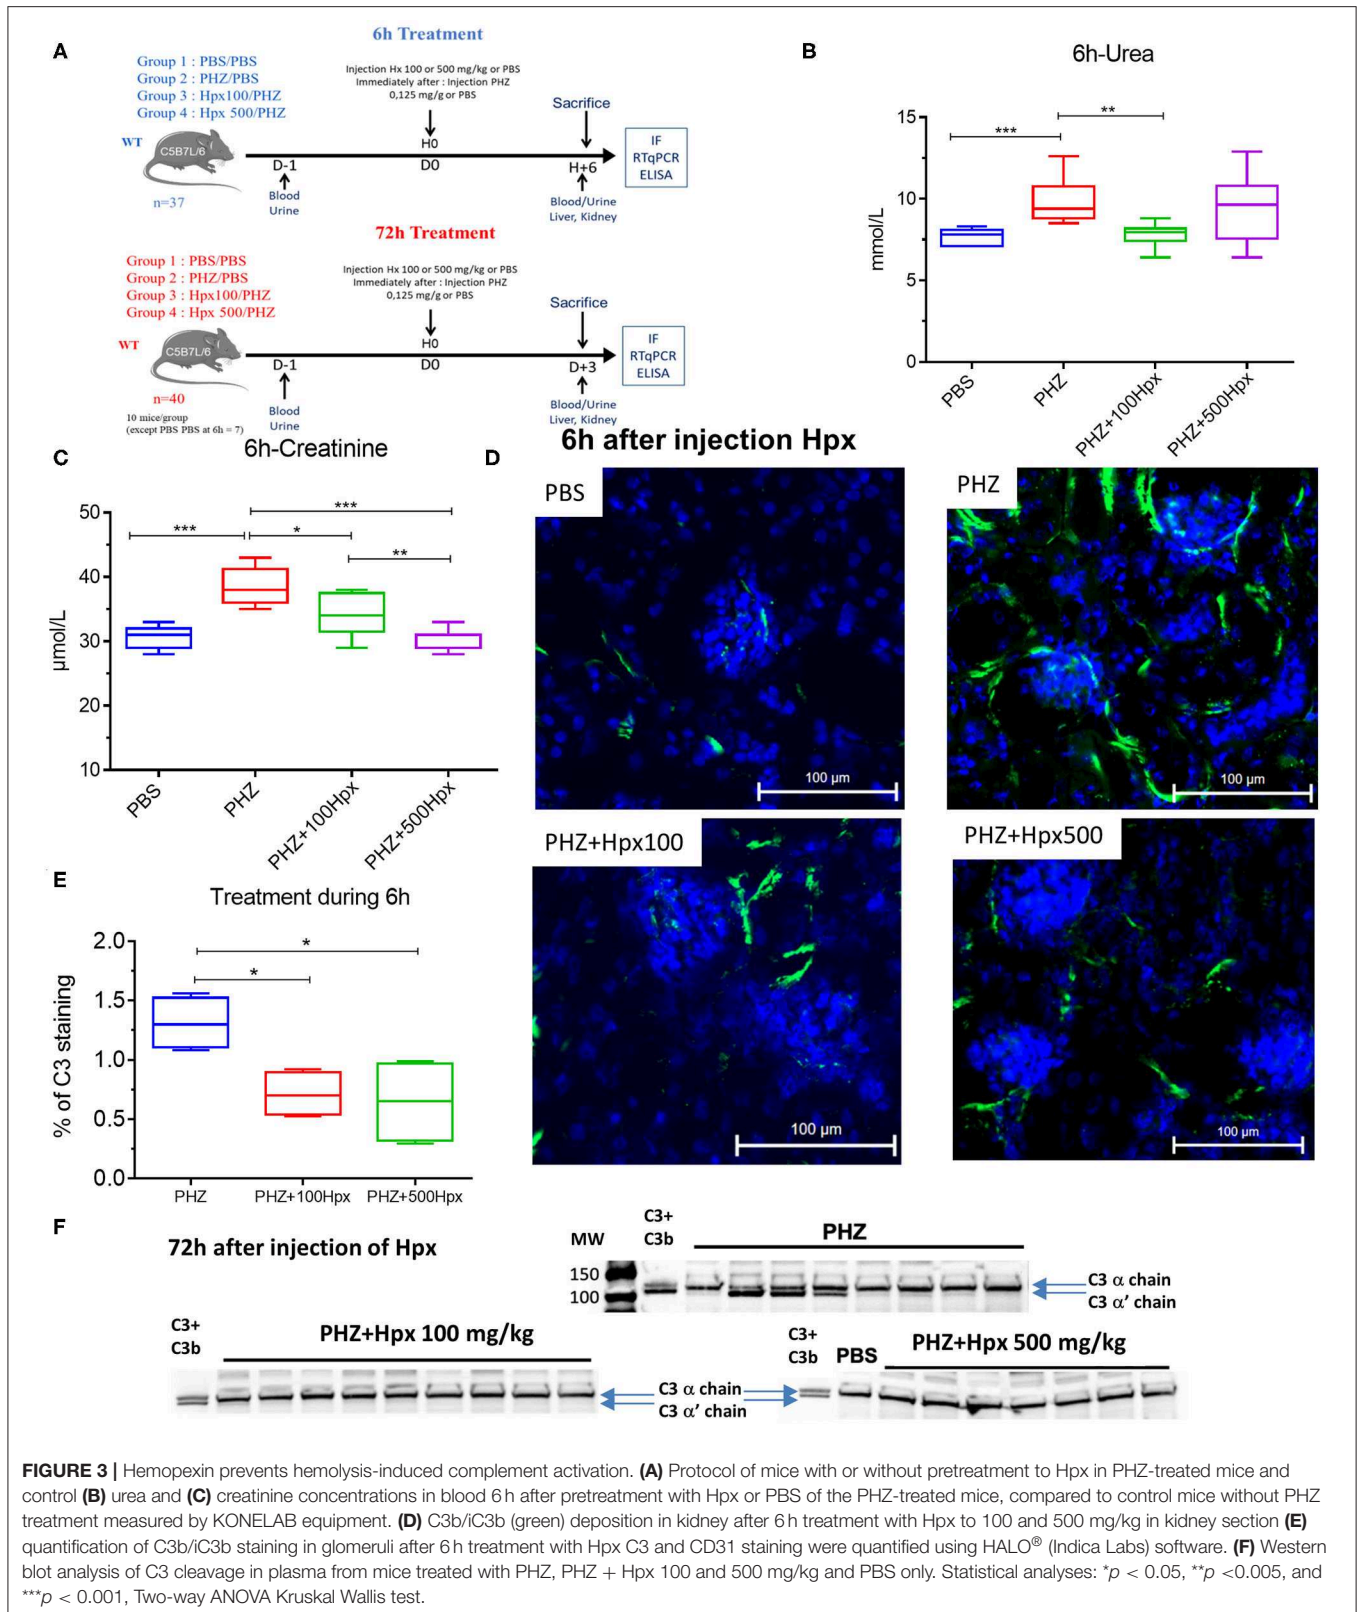 A
6h Treatment
Group 1 : PBS/PBS
Group 2 : PHZ/PBS
Group 3 : Hpx100/PHZ
Group 4 : Hpx 500/PHZ
Injection Hx 100 or 500 mg/kg or PBS
Immediately after : Injection PHZ
0,125 mg/g or PBS
Sacrifice
WT
C5B7L/6
H0
D-1
D0
H+6
IF
RTqPCR
ELISA
n=37
Blood
Urine
Blood/Urine
Liver, Kidney
72h Treatment
Group 1 : PBS/PBS
Group 2 : PHZ/PBS
Group 3 : Hpx100/PHZ
Group 4 : Hpx 500/PHZ
Injection Hx 100 or 500 mg/kg or PBS
Immediately after : Injection PHZ
0,125 mg/g or PBS
Sacrifice
WT
C5B7L/6
H0
D-1
D0
D+3
IF
RTqPCR
ELISA
n=40
10 mice/group
(except PBS PBS at 6h = 7)
Blood
Urine
Blood/Urine
Liver, Kidney
B
6h-Urea
mmol/L
15
10
5
0
***
**
PBS
PHZ
PHZ+100Hpx
PHZ+500Hpx
C
6h-Creatinine
µmol/L
50
40
30
20
10
***
***
*
**
PBS
PHZ
PHZ+100Hpx
PHZ+500Hpx
D
6h after injection Hpx
PBS
100 µm
PHZ
100 µm
PHZ+Hpx100
100 µm
PHZ+Hpx500
100 µm
E
Treatment during 6h
% of C3 staining
2.0
1.5
1.0
0.5
0.0
*
*
PHZ
PHZ+100Hpx
PHZ+500Hpx
F
72h after injection of Hpx
MW
C3+
C3b
PHZ
150
100
C3 α chain
C3 α’ chain
C3+
C3b
PHZ+Hpx 100 mg/kg
C3 α chain
C3 α’ chain
C3+
C3b
PBS
PHZ+Hpx 500 mg/kg
FIGURE 3 | Hemopexin prevents hemolysis-induced complement activation. (A) Protocol of mice with or without pretreatment to Hpx in PHZ-treated mice and
control (B) urea and (C) creatinine concentrations in blood 6 h after pretreatment with Hpx or PBS of the PHZ-treated mice, compared to control mice without PHZ
treatment measured by KONELAB equipment. (D) C3b/iC3b (green) deposition in kidney after 6 h treatment with Hpx to 100 and 500 mg/kg in kidney section (E)
quantification of C3b/iC3b staining in glomeruli after 6 h treatment with Hpx C3 and CD31 staining were quantified using HALO® (Indica Labs) software. (F) Western
blot analysis of C3 cleavage in plasma from mice treated with PHZ, PHZ + Hpx 100 and 500 mg/kg and PBS only. Statistical analyses: *p < 0.05, **p <0.005, and
***p < 0.001, Two-way ANOVA Kruskal Wallis test.